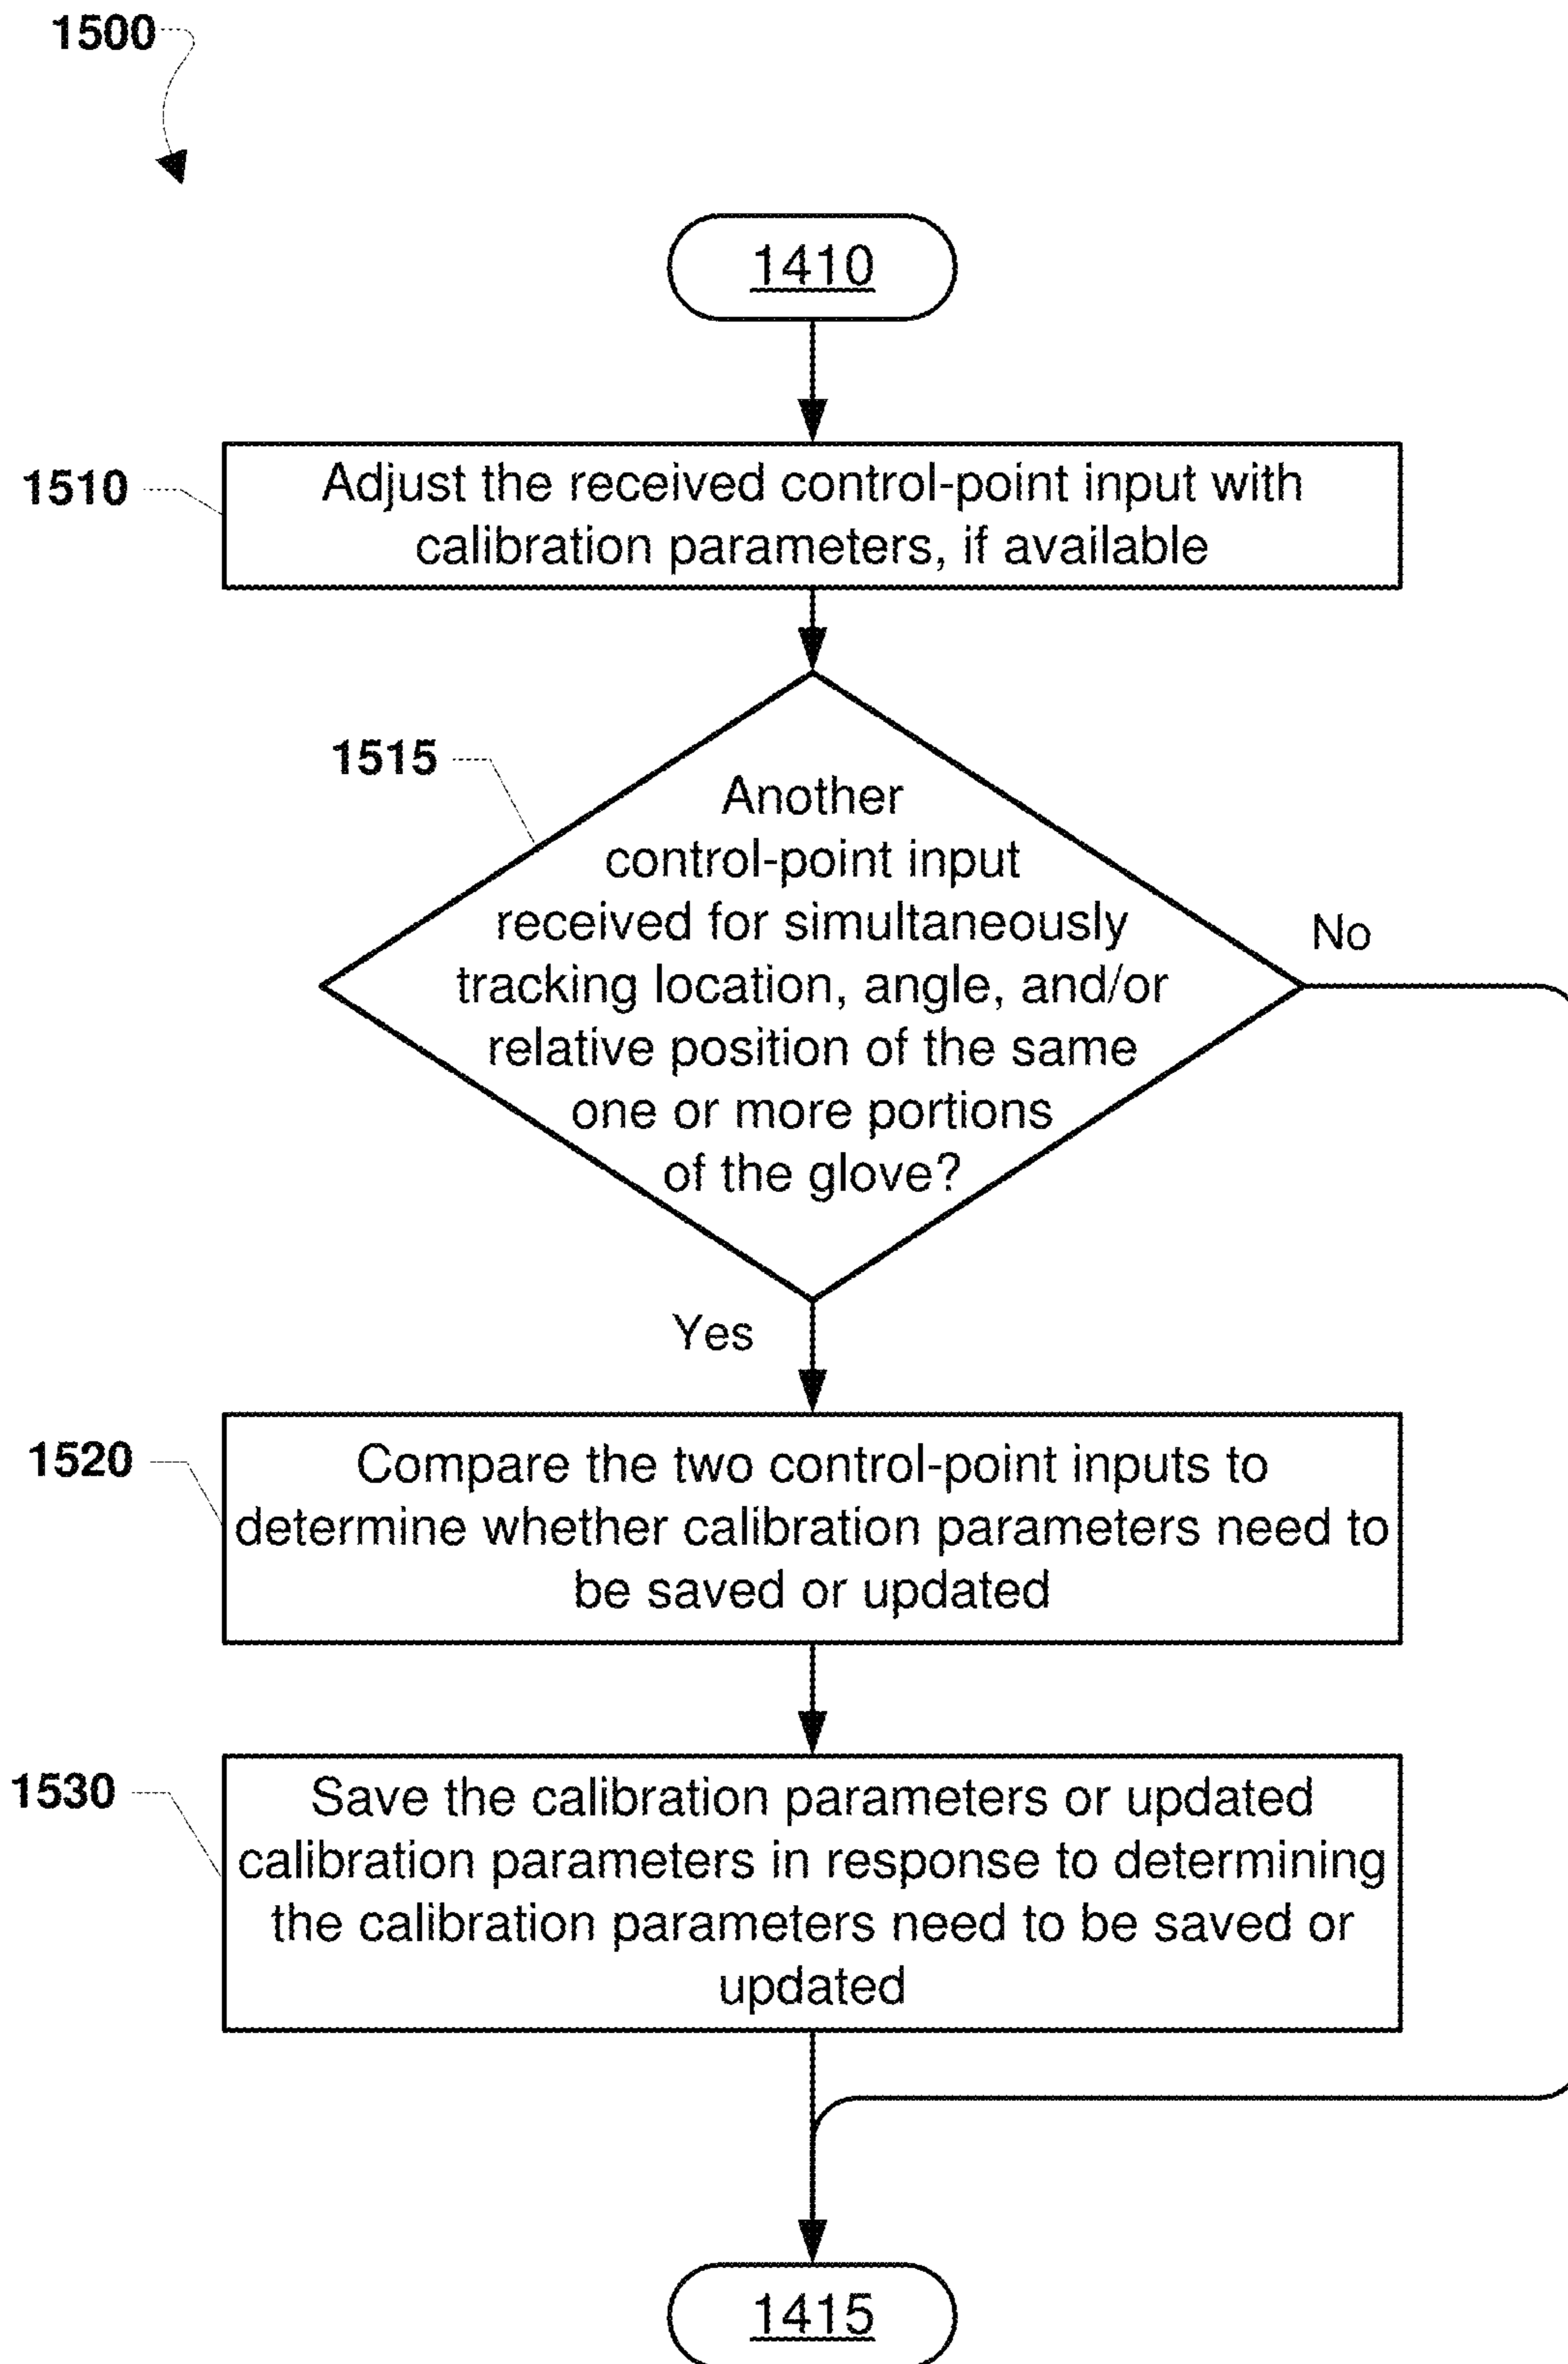 1500
1410
1510
Adjust the received control-point input with
calibration parameters, if available
1515
Another
control-point input
received for simultaneously
tracking location, angle, and/or
relative position of the same
one or more portions
of the glove?
No
Yes
1520
Compare the two control-point inputs to
determine whether calibration parameters need to
be saved or updated
1530
Save the calibration parameters or updated
calibration parameters in response to determining
the calibration parameters need to be saved or
updated
1415